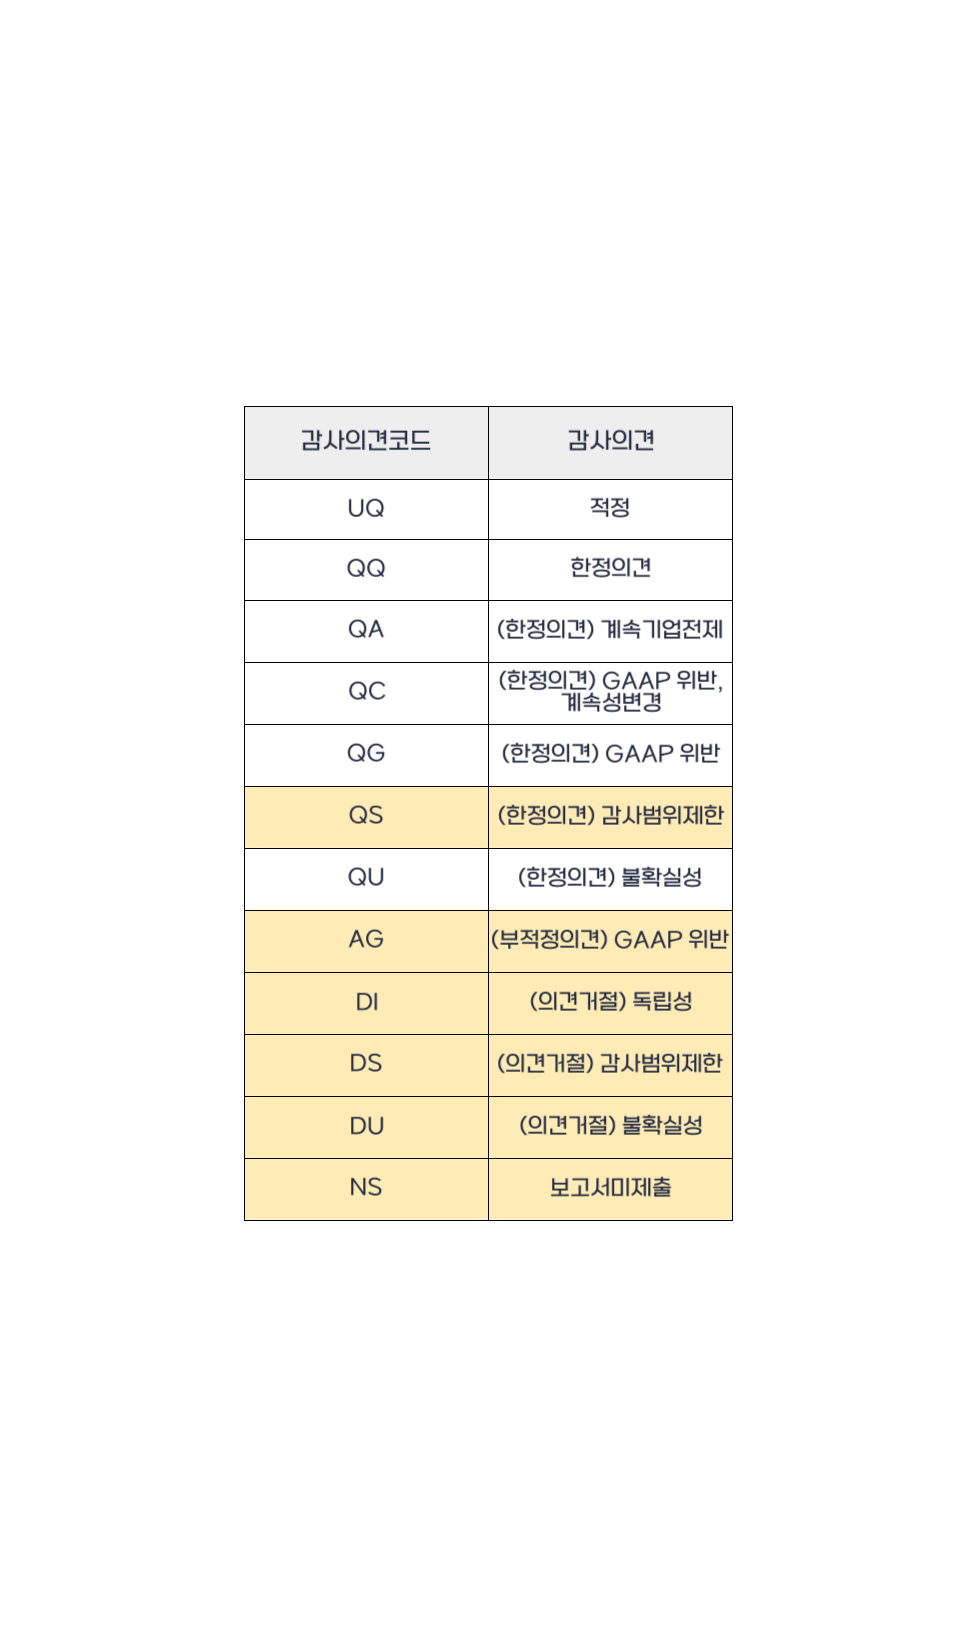 감사의견코드 감사의견
UQ 적정
QQ 한정의견
QA (한정의견) 계속기업전제
QC (한정의견) GAAP 위반,
계속성변경
QG (한정의견) GAAP 위반
QS (한정의견) 감사범위제한
QU (한정의견) 불확실성
AG (부적정의견) GAAP 위반
DI (의견거절) 독립성
DS (의견거절) 감사범위제한
DU (의견거절) 불확실성
NS 보고서미제출